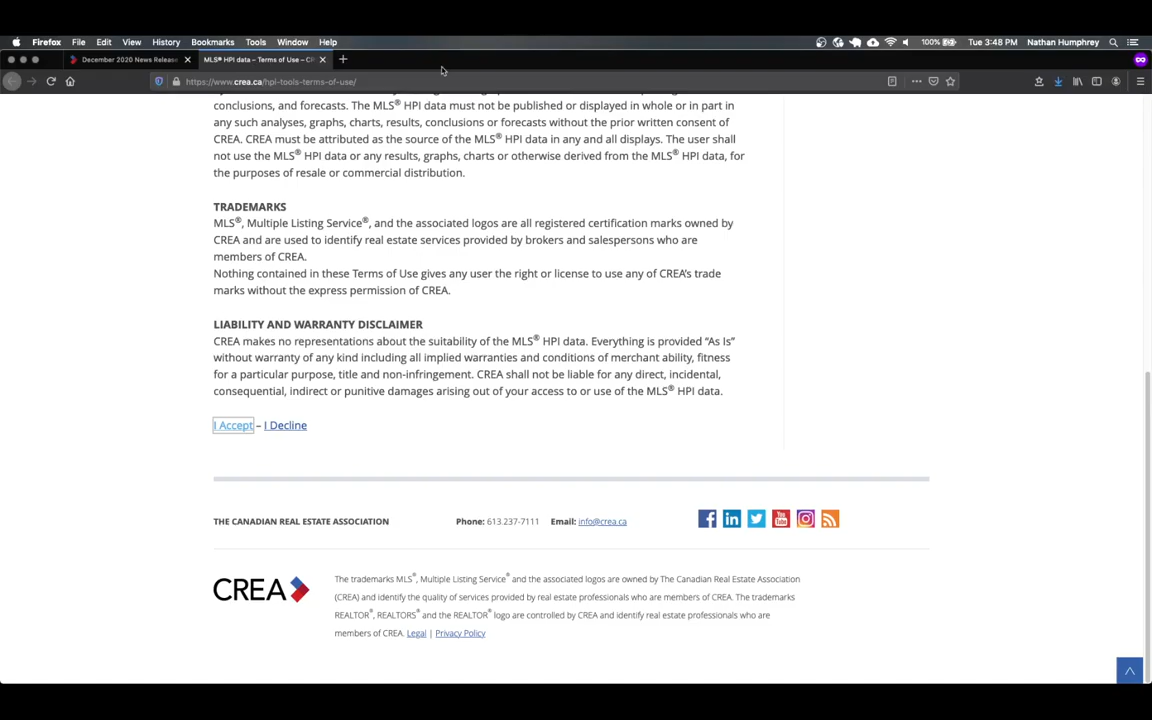 Firefox File Edit View History Bookmarks Tools Window Help 100% Tue 3:48 PM Nathan Humphrey
December 2020 News Release MLS® HPI data – Terms of Use – C
https://www.crea.ca/hpi-tools-terms-of-use/
conclusions, and forecasts. The MLS® HPI data must not be published or displayed in whole or in part in
any such analyses, graphs, charts, results, conclusions or forecasts without the prior written consent of
CREA. CREA must be attributed as the source of the MLS® HPI data in any and all displays. The user shall
not use the MLS® HPI data or any results, graphs, charts or otherwise derived from the MLS® HPI data, for
the purposes of resale or commercial distribution.
TRADEMARKS
MLS®, Multiple Listing Service®, and the associated logos are all registered certification marks owned by
CREA and are used to identify real estate services provided by brokers and salespersons who are
members of CREA.
Nothing contained in these Terms of Use gives any user the right or license to use any of CREA's trade
marks without the express permission of CREA.
LIABILITY AND WARRANTY DISCLAIMER
CREA makes no representations about the suitability of the MLS® HPI data. Everything is provided “As Is”
without warranty of any kind including all implied warranties and conditions of merchant ability, fitness
for a particular purpose, title and non-infringement. CREA shall not be liable for any direct, incidental,
consequential, indirect or punitive damages arising out of your access to or use of the MLS® HPI data.
I Accept – I Decline
THE CANADIAN REAL ESTATE ASSOCIATION Phone: 613.237-7111 Email: info@crea.ca
CREA
The trademarks MLS®, Multiple Listing Service® and the associated logos are owned by The Canadian Real Estate Association
(CREA) and identify the quality of services provided by real estate professionals who are members of CREA. The trademarks
REALTOR®, REALTORS® and the REALTOR® logo are controlled by CREA and identify real estate professionals who are
members of CREA. Legal | Privacy Policy